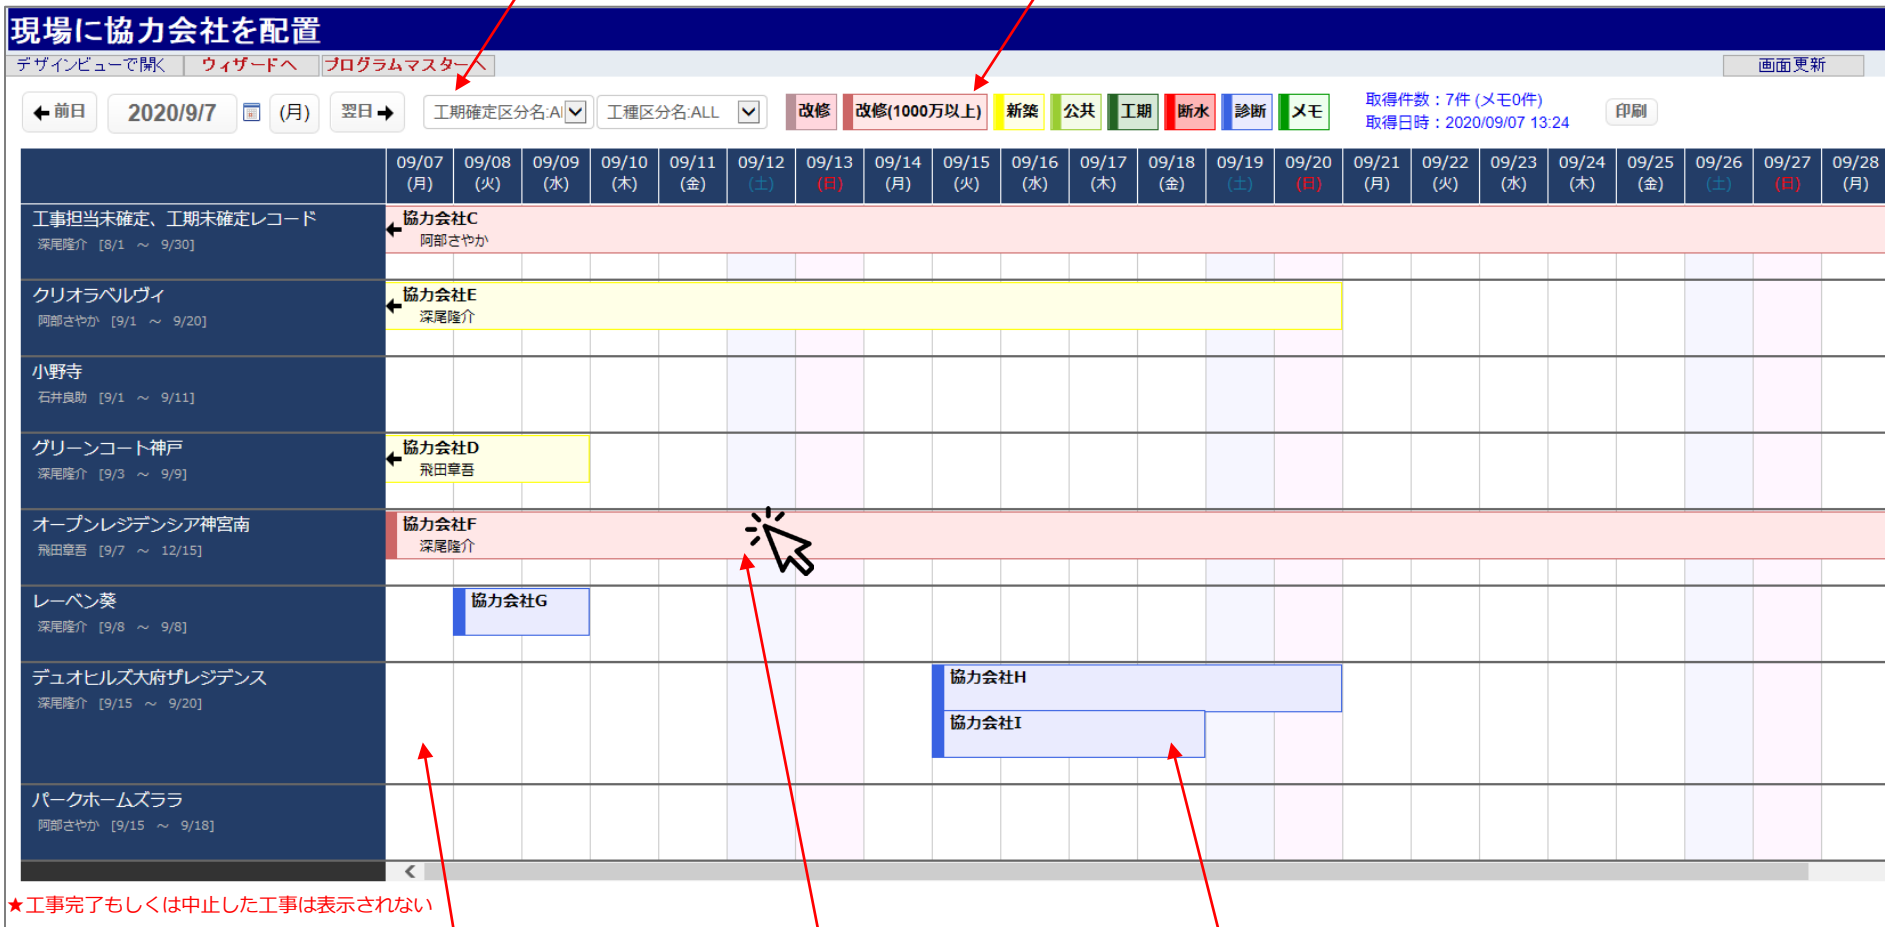 現場に協力会社を配置
デザインビューで開く ウィザードへ プログラムマスターへ 画面更新
前日 2020/9/7 (月) 翌日 工期確定区分名:Al 工種区分名:ALL 改修 改修(1000万以上) 新築 公共 工期 断水 診断 メモ 取得件数：7件 (メモ0件) 印刷
取得日時：2020/09/07 13:24
09/07 09/08 09/09 09/10 09/11 09/12 09/13 09/14 09/15 09/16 09/17 09/18 09/19 09/20 09/21 09/22 09/23 09/24 09/25 09/26 09/27 09/28
(月) (火) (水) (木) (金) (土) (日) (月) (火) (水) (木) (金) (土) (日) (月) (火) (水) (木) (金) (土) (日) (月)
工事担当未確定、工期未確定レコード 協力会社C
深尾隆介 [8/1 ～ 9/30] 阿部さやか
クリオラベルヴィ 協力会社E
阿部さやか [9/1 ～ 9/20] 深尾隆介
小野寺
石井良助 [9/1 ～ 9/11]
グリーンコート神戸 協力会社D
深尾隆介 [9/3 ～ 9/9] 飛田章吾
オープンレジデンシア神宮南 協力会社F
飛田章吾 [9/7 ～ 12/15] 深尾隆介
レーベン葵 協力会社G
深尾隆介 [9/8 ～ 9/8]
デュオヒルズ大府ザレジデンス 協力会社H
深尾隆介 [9/15 ～ 9/20]
協力会社I
パークホームズララ
阿部さやか [9/15 ～ 9/18]
★工事完了もしくは中止した工事は表示されない